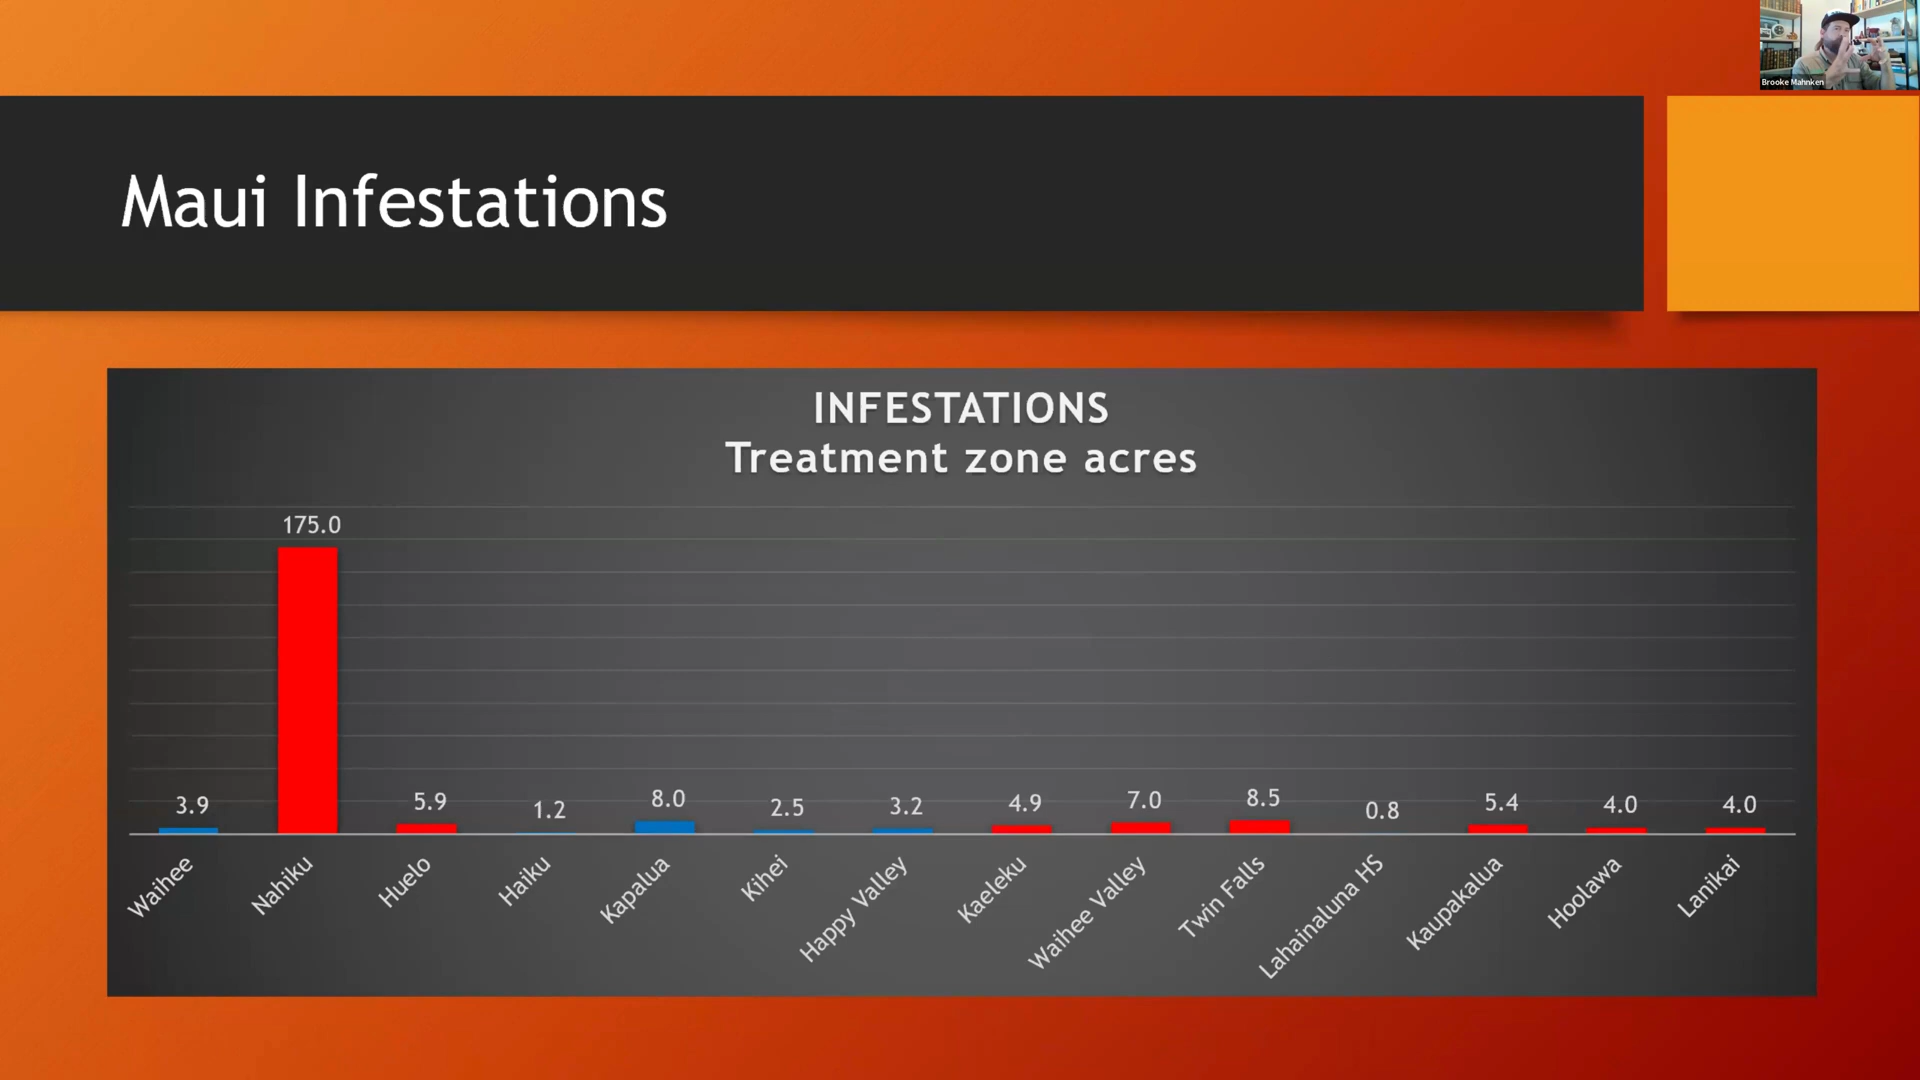 Brooke Mahnken
Maui Infestations
INFESTATIONS
Treatment zone acres
175.0
3.9
5.9
1.2
8.0
2.5
3.2
4.9
7.0
8.5
0.8
5.4
4.0
4.0
Waihee
Nahiku
Huelo
Haiku
Kapalua
Kihei
Happy Valley
Kaeleku
Waihee Valley
Twin Falls
Lahainaluna HS
Kaupakalua
Hoolawa
Lanikai